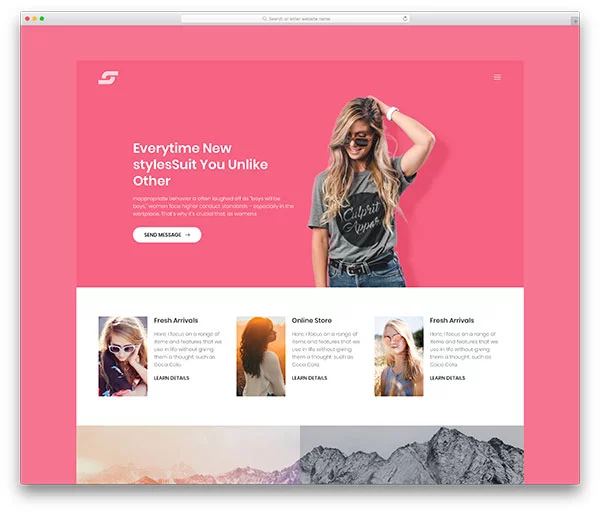 Search or enter website name
Everytime New
stylesSuit You Unlike
Other
inappropriate behavior is often laughed off as "boys will be
boys," women face higher conduct standards – especially in the
workplace. That's why it's crucial that, as women.
SEND MESSAGE →
Culprit
Appar
Fresh Arrivals
Here, I focus on a range of
items and features that we
use in life without giving
them a thought. such as
Coca Cola.
LEARN DETAILS
Online Store
Here, I focus on a range of
items and features that we
use in life without giving
them a thought. such as
Coca Cola.
LEARN DETAILS
Fresh Arrivals
Here, I focus on a range of
items and features that we
use in life without giving
them a thought. such as
Coca Cola.
LEARN DETAILS